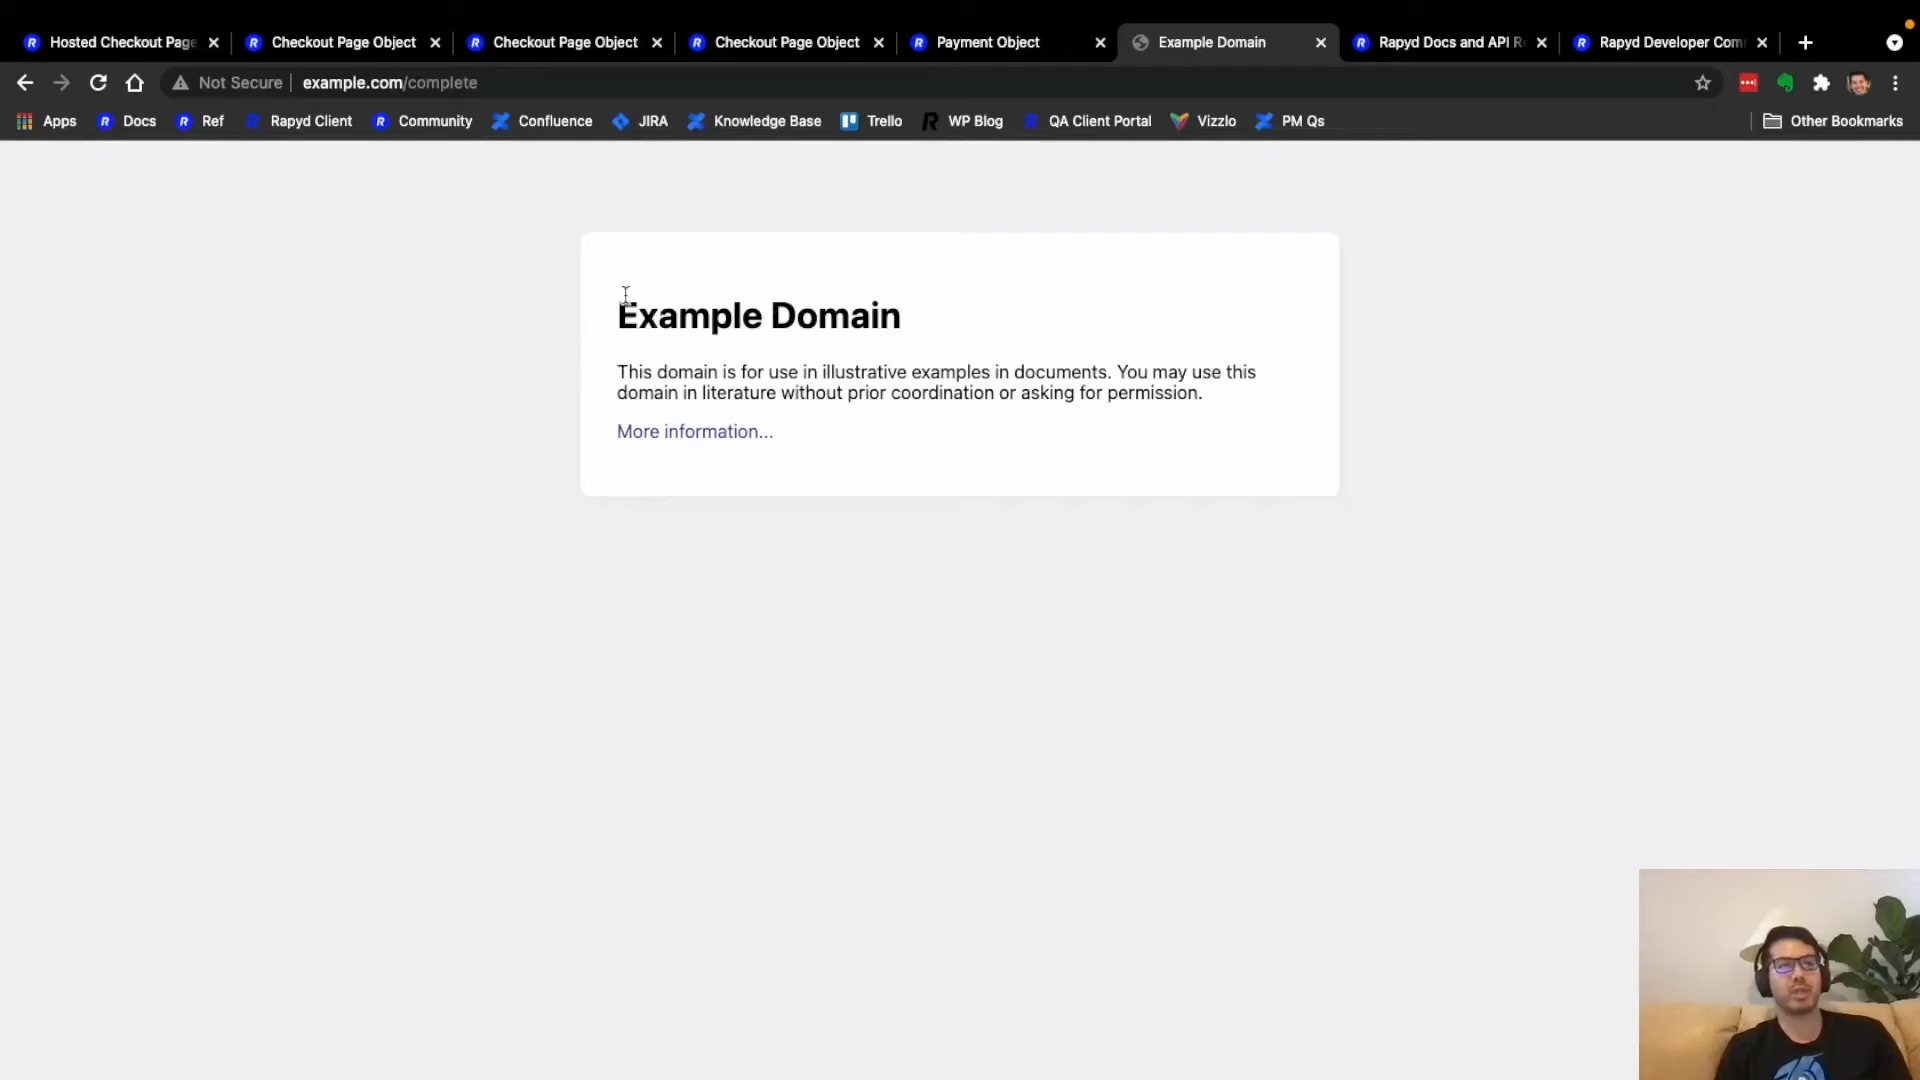 Hosted Checkout Page
Checkout Page Object
Checkout Page Object
Checkout Page Object
Payment Object
Example Domain
Rapyd Docs and API R
Rapyd Developer Com
Not Secure
example.com/complete
Apps
Docs
Ref
Rapyd Client
Community
Confluence
JIRA
Knowledge Base
Trello
WP Blog
QA Client Portal
Vizzlo
PM Qs
Other Bookmarks
Example Domain
This domain is for use in illustrative examples in documents. You may use this
domain in literature without prior coordination or asking for permission.
More information...